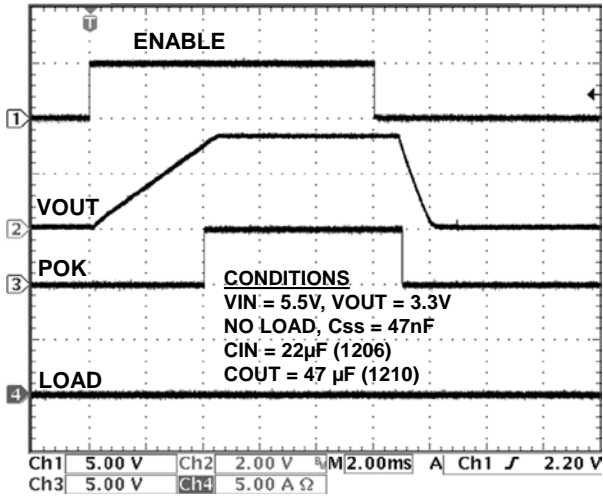 T
ENABLE
1
VOUT
2
POK
3
CONDITIONS
VIN = 5.5V, VOUT = 3.3V
NO LOAD, Css = 47nF
CIN = 22µF (1206)
COUT = 47 µF (1210)
LOAD
4
Ch1 5.00 V Ch2 2.00 V M 2.00ms A Ch1 2.20 V
Ch3 5.00 V Ch4 5.00 A Ω